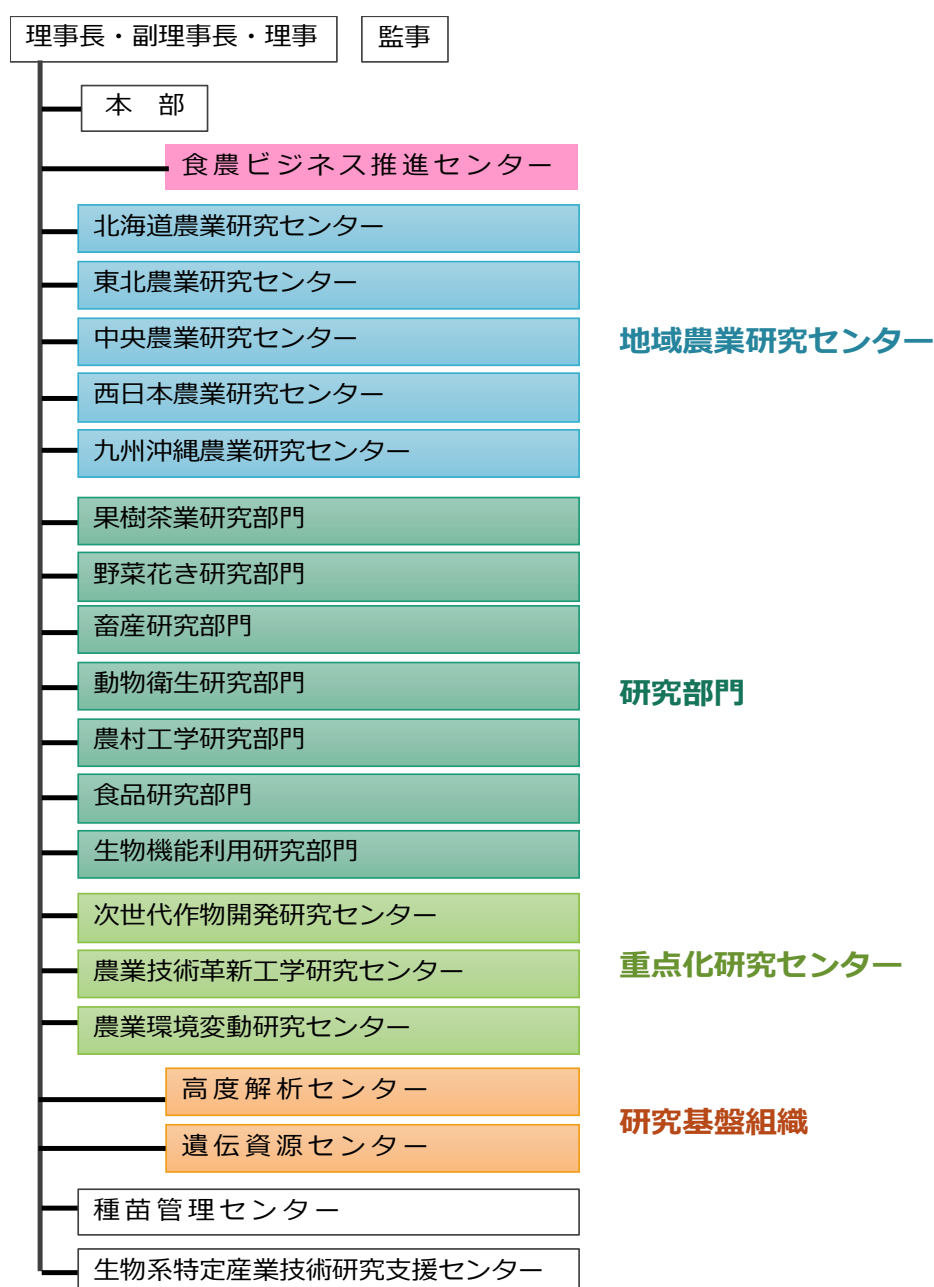 理事長・副理事長・理事
監事
本 部
食農ビジネス推進センター
北海道農業研究センター
東北農業研究センター
中央農業研究センター
地域農業研究センター
西日本農業研究センター
九州沖縄農業研究センター
果樹茶業研究部門
野菜花き研究部門
畜産研究部門
動物衛生研究部門
研究部門
農村工学研究部門
食品研究部門
生物機能利用研究部門
次世代作物開発研究センター
農業技術革新工学研究センター
重点化研究センター
農業環境変動研究センター
高度解析センター
研究基盤組織
遺伝資源センター
種苗管理センター
生物系特定産業技術研究支援センター